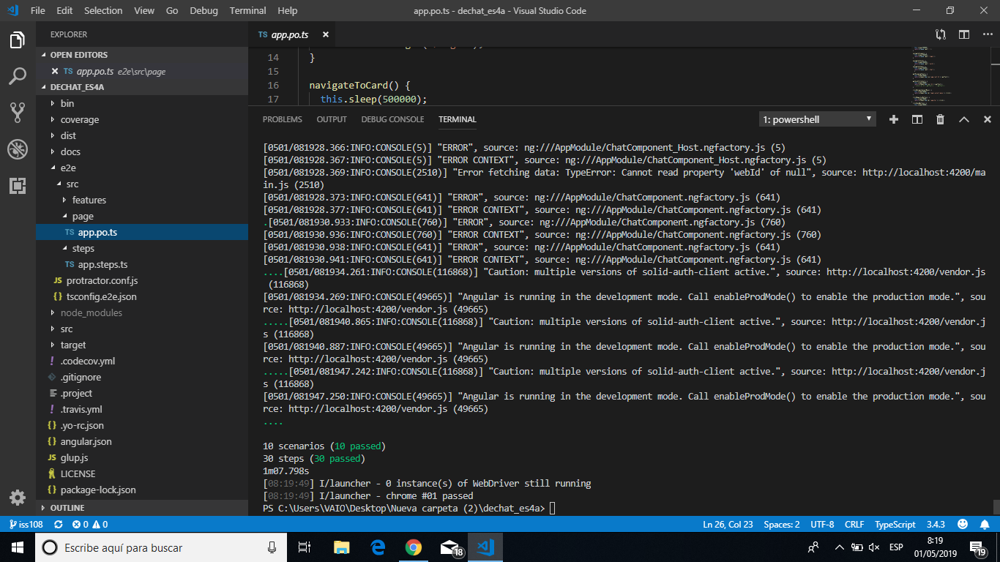 File Edit Selection View Go Debug Terminal Help
app.po.ts - dechat_es4a - Visual Studio Code
EXPLORER
OPEN EDITORS
TS app.po.ts e2e\src\page
DECHAT_ES4A
bin
coverage
dist
docs
e2e
src
features
page
TS app.po.ts
steps
TS app.steps.ts
JS protractor.conf.js
{} tsconfig.e2e.json
node_modules
src
target
! .codecov.yml
.gitignore
.project
! .travis.yml
{} .yo-rc.json
{} angular.json
JS glup.js
LICENSE
{} package-lock.json
OUTLINE
TS app.po.ts
14 }
15
16 navigateToCard() {
17 this.sleep(500000);
PROBLEMS OUTPUT DEBUG CONSOLE TERMINAL
1: powershell
[0501/081928.366:INFO:CONSOLE(5)] "ERROR", source: ng:///AppModule/ChatComponent_Host.ngfactory.js (5)
[0501/081928.367:INFO:CONSOLE(5)] "ERROR CONTEXT", source: ng:///AppModule/ChatComponent_Host.ngfactory.js (5)
[0501/081928.369:INFO:CONSOLE(2510)] "Error fetching data: TypeError: Cannot read property 'webId' of null", source: http://localhost:4200/ma
in.js (2510)
[0501/081928.373:INFO:CONSOLE(641)] "ERROR", source: ng:///AppModule/ChatComponent.ngfactory.js (641)
[0501/081928.377:INFO:CONSOLE(641)] "ERROR CONTEXT", source: ng:///AppModule/ChatComponent.ngfactory.js (641)
.[0501/081930.933:INFO:CONSOLE(760)] "ERROR", source: ng:///AppModule/ChatComponent.ngfactory.js (760)
[0501/081930.936:INFO:CONSOLE(760)] "ERROR CONTEXT", source: ng:///AppModule/ChatComponent.ngfactory.js (760)
[0501/081930.938:INFO:CONSOLE(641)] "ERROR", source: ng:///AppModule/ChatComponent.ngfactory.js (641)
[0501/081930.941:INFO:CONSOLE(641)] "ERROR CONTEXT", source: ng:///AppModule/ChatComponent.ngfactory.js (641)
....[0501/081934.261:INFO:CONSOLE(116868)] "Caution: multiple versions of solid-auth-client active.", source: http://localhost:4200/vendor.js
(116868)
[0501/081934.269:INFO:CONSOLE(49665)] "Angular is running in the development mode. Call enableProdMode() to enable the production mode.", sou
rce: http://localhost:4200/vendor.js (49665)
.....[0501/081940.865:INFO:CONSOLE(116868)] "Caution: multiple versions of solid-auth-client active.", source: http://localhost:4200/vendor.j
s (116868)
[0501/081940.887:INFO:CONSOLE(49665)] "Angular is running in the development mode. Call enableProdMode() to enable the production mode.", sou
rce: http://localhost:4200/vendor.js (49665)
.....[0501/081947.242:INFO:CONSOLE(116868)] "Caution: multiple versions of solid-auth-client active.", source: http://localhost:4200/vendor.j
s (116868)
[0501/081947.250:INFO:CONSOLE(49665)] "Angular is running in the development mode. Call enableProdMode() to enable the production mode.", sou
rce: http://localhost:4200/vendor.js (49665)
....
10 scenarios (10 passed)
30 steps (30 passed)
1m07.798s
[08:19:49] I/launcher - 0 instance(s) of WebDriver still running
[08:19:49] I/launcher - chrome #01 passed
PS C:\Users\VAIO\Desktop\Nueva carpeta (2)\dechat_es4a>
iss108 0 0
Ln 26, Col 23 Spaces: 2 UTF-8 CRLF TypeScript 3.4.3
Escribe aquí para buscar
18
ESP
8:19
01/05/2019
19